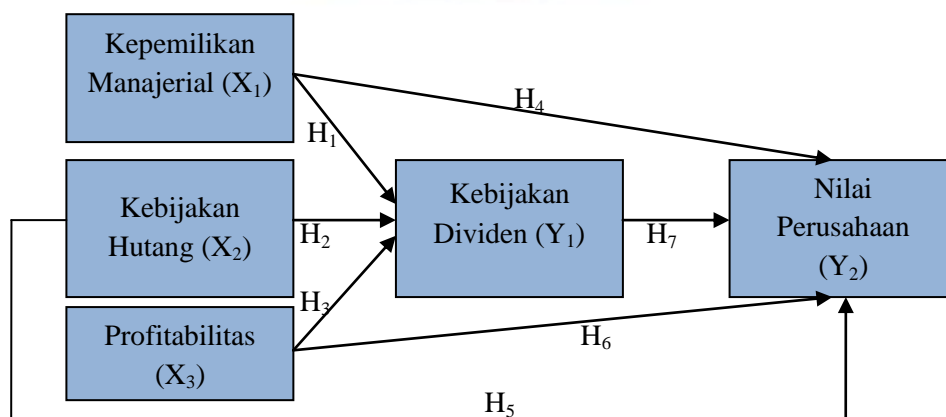 Kepemilikan
Manajerial (X₁)
H₄
H₁
Kebijakan
Hutang (X₂)
H₂
Kebijakan
Dividen (Y₁)
H₇
Nilai
Perusahaan
(Y₂)
H₃
Profitabilitas
(X₃)
H₆
H₅